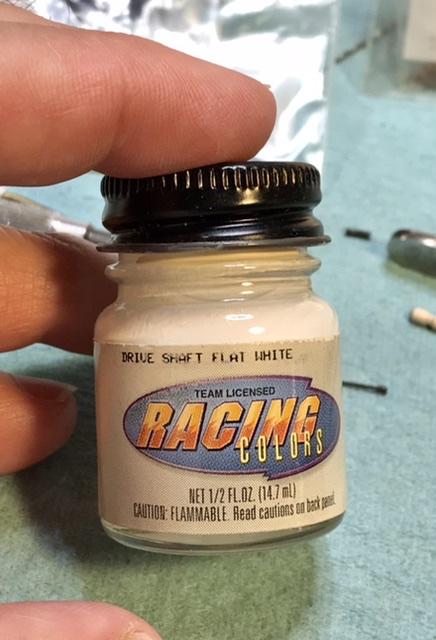 DRIVE SHAFT FLAT WHITE
TEAM LICENSED
RACING
COLORS
NET 1/2 FL.OZ. (14.7 mL)
CAUTION: FLAMMABLE. Read cautions on back panel.